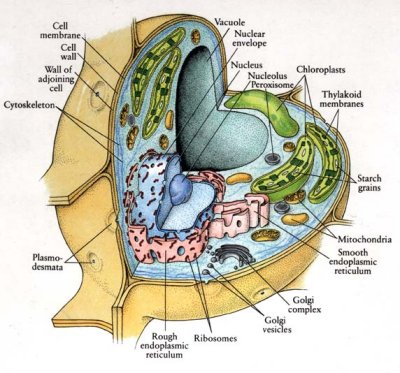 Cell
membrane
Cell
wall
Wall of
adjoining
cell
Cytoskeleton
Vacuole
Nuclear
envelope
Nucleus
Nucleolus
Peroxisome
Chloroplasts
Thylakoid
membranes
Starch
grains
Mitochondria
Smooth
endoplasmic
reticulum
Golgi
complex
Golgi
vesicles
Ribosomes
Rough
endoplasmic
reticulum
Plasmo-
desmata